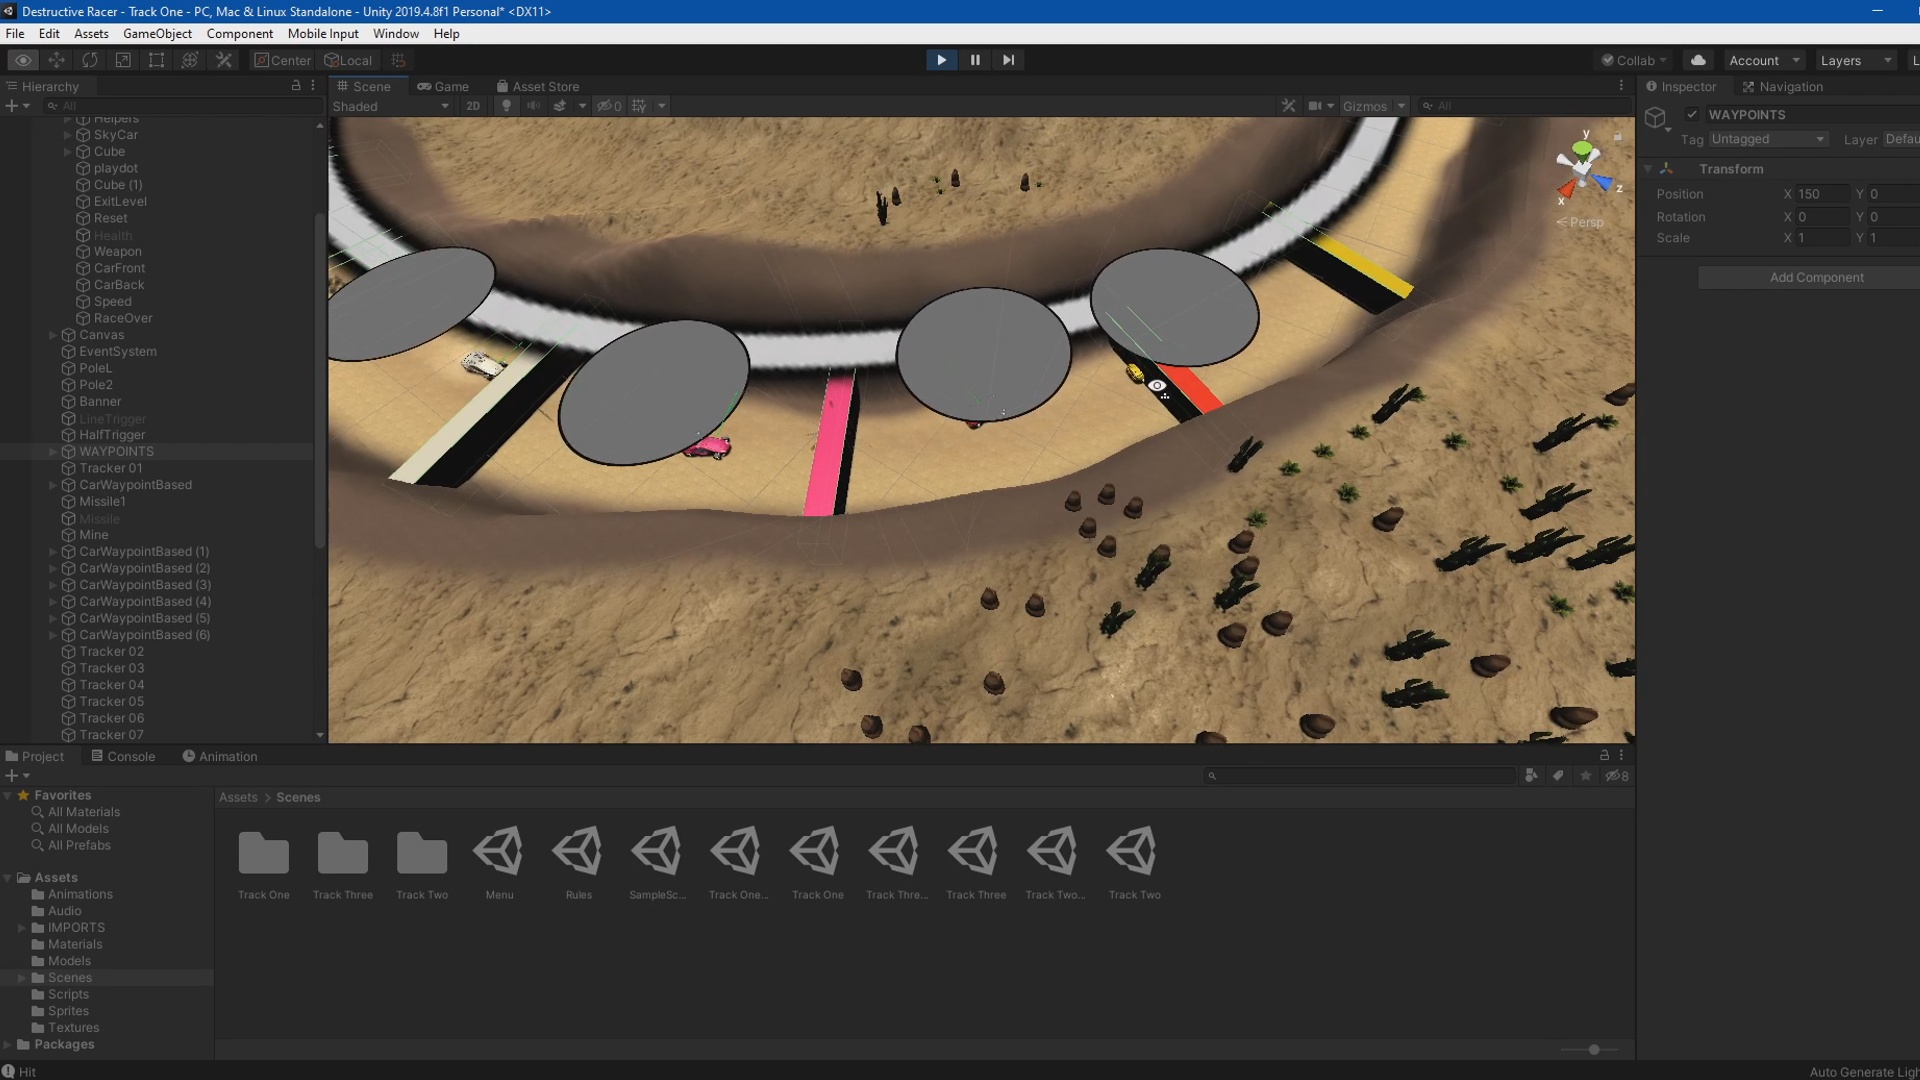 Destructive Racer - Track One - PC, Mac & Linux Standalone - Unity 2019.4.8f1 Personal* <DX11>
File Edit Assets GameObject Component Mobile Input Window Help
Center Local Collab Account Layers L
Hierarchy
All
Helpers
SkyCar
Cube
playdot
Cube (1)
ExitLevel
Reset
Health
Weapon
CarFront
CarBack
Speed
RaceOver
Canvas
EventSystem
PoleL
Pole2
Banner
LineTrigger
HalfTrigger
WAYPOINTS
Tracker 01
CarWaypointBased
Missile1
Missile
Mine
CarWaypointBased (1)
CarWaypointBased (2)
CarWaypointBased (3)
CarWaypointBased (4)
CarWaypointBased (5)
CarWaypointBased (6)
Tracker 02
Tracker 03
Tracker 04
Tracker 05
Tracker 06
Tracker 07
Scene Game Asset Store
Shaded 2D 0 Gizmos All
y
z
x
Persp
Inspector Navigation
WAYPOINTS
Tag Untagged Layer Defau
Transform
Position X 150 Y 0
Rotation X 0 Y 0
Scale X 1 Y 1
Add Component
Project Console Animation
8
Favorites
All Materials
All Models
All Prefabs
Assets
Animations
Audio
IMPORTS
Materials
Models
Scenes
Scripts
Sprites
Textures
Packages
Assets > Scenes
Track One Track Three Track Two Menu Rules SampleSc... Track One... Track One Track Thre... Track Three Track Two... Track Two
Hit
Auto Generate Ligh